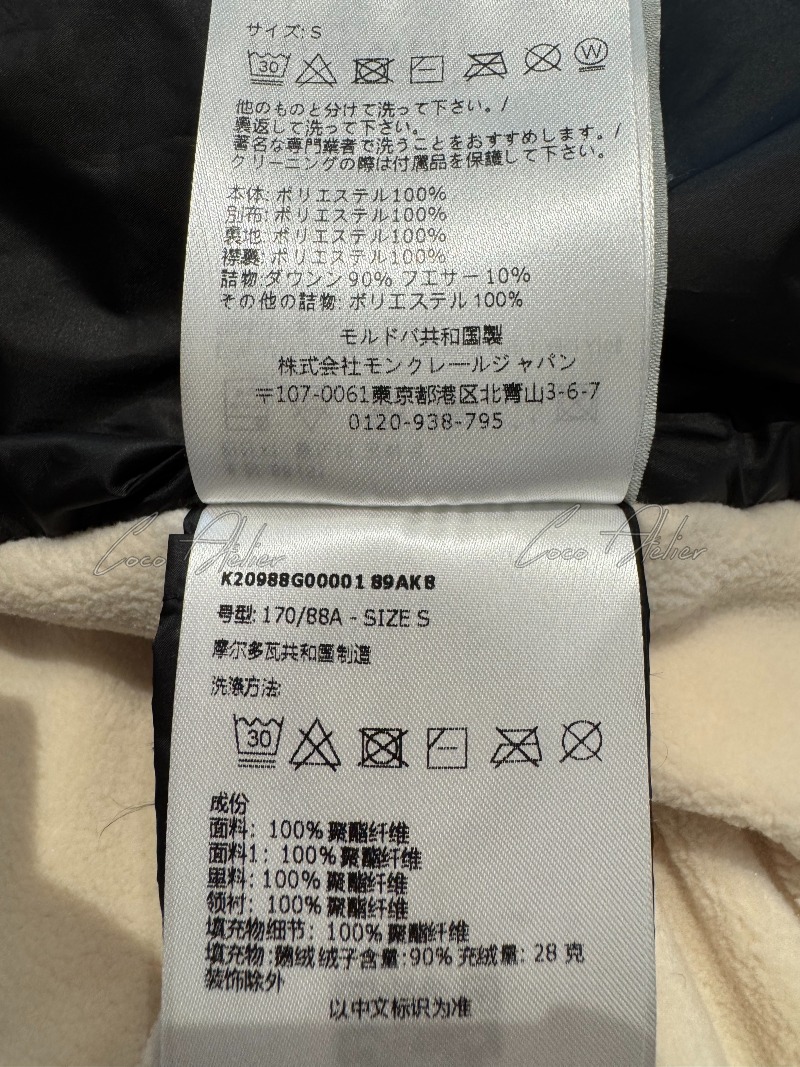 サイズ: S
30
W
他のものと分けて洗って下さい。/
裏返して洗って下さい。
著名な専門業者で洗うことをおすすめします。/
クリーニングの際は付属品を保護して下さい。
本体: ポリエステル100%
別布: ポリエステル100%
裏地: ポリエステル100%
襟裏: ポリエステル100%
詰物:ダウンン90% フエサー10%
その他の詰物: ポリエステル100%
モルドバ共和国製
株式会社モンクレールジャパン
〒107-0061東京都港区北青山3-6-7
0120-938-795
Coco Atelier
Coco Atelier
K20988G00001 89AK8
号型: 170/88A - SIZE S
摩尔多瓦共和国制造
洗涤方法:
30
成份
面料: 100% 聚酯纤维
面料1: 100% 聚酯纤维
里料: 100% 聚酯纤维
领衬: 100% 聚酯纤维
填充物细节: 100% 聚酯纤维
填充物:鹅绒绒子含量:90% 充绒量: 28 克
装饰除外
以中文标识为准